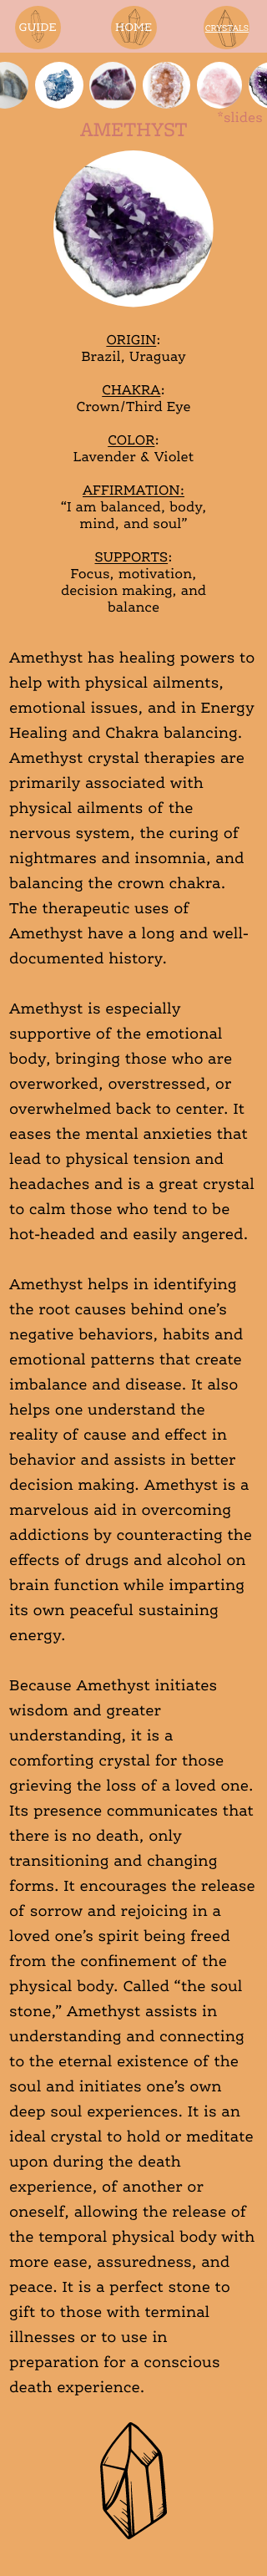 GUIDE
HOME
CRYSTALS
*slides
AMETHYST
ORIGIN:
Brazil, Uraguay
CHAKRA:
Crown/Third Eye
COLOR:
Lavender & Violet
AFFIRMATION:
“I am balanced, body,
mind, and soul”
SUPPORTS:
Focus, motivation,
decision making, and
balance
Amethyst has healing powers to
help with physical ailments,
emotional issues, and in Energy
Healing and Chakra balancing.
Amethyst crystal therapies are
primarily associated with
physical ailments of the
nervous system, the curing of
nightmares and insomnia, and
balancing the crown chakra.
The therapeutic uses of
Amethyst have a long and well-
documented history.
Amethyst is especially
supportive of the emotional
body, bringing those who are
overworked, overstressed, or
overwhelmed back to center. It
eases the mental anxieties that
lead to physical tension and
headaches and is a great crystal
to calm those who tend to be
hot-headed and easily angered.
Amethyst helps in identifying
the root causes behind one’s
negative behaviors, habits and
emotional patterns that create
imbalance and disease. It also
helps one understand the
reality of cause and effect in
behavior and assists in better
decision making. Amethyst is a
marvelous aid in overcoming
addictions by counteracting the
effects of drugs and alcohol on
brain function while imparting
its own peaceful sustaining
energy.
Because Amethyst initiates
wisdom and greater
understanding, it is a
comforting crystal for those
grieving the loss of a loved one.
Its presence communicates that
there is no death, only
transitioning and changing
forms. It encourages the release
of sorrow and rejoicing in a
loved one’s spirit being freed
from the confinement of the
physical body. Called “the soul
stone,” Amethyst assists in
understanding and connecting
to the eternal existence of the
soul and initiates one’s own
deep soul experiences. It is an
ideal crystal to hold or meditate
upon during the death
experience, of another or
oneself, allowing the release of
the temporal physical body with
more ease, assuredness, and
peace. It is a perfect stone to
gift to those with terminal
illnesses or to use in
preparation for a conscious
death experience.